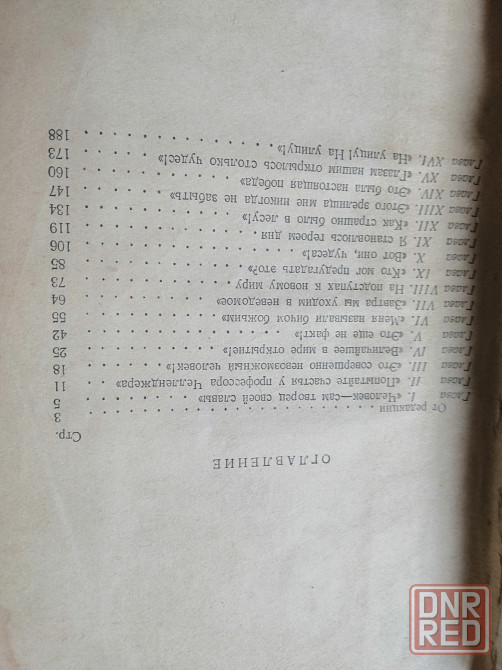 ОГЛАВЛЕНИЕ
Стр.
От редакции . . . . . . . . . . . . . . . . . . 3
Глава I. «Человек—сам творец своей славы» . . . . . 5
Глава II. «Попытайте счастья у профессора Челленджера» 11
Глава III. «Это совершенно невозможный человек!» . . . 18
Глава IV. «Величайшее в мире открытие!» . . . . . . 25
Глава V. «Это еще не факт!» . . . . . . . . . . . 42
Глава VI. «Меня называли бичом божьим» . . . . . . 55
Глава VII. «Завтра мы уходим в неведомое» . . . . . 64
Глава VIII. На подступах к новому миру . . . . . . . 73
Глава IX. «Кто мог предугадать это?» . . . . . . . . 85
Глава X. «Вот они, чудеса!» . . . . . . . . . . . 106
Глава XI. Я становлюсь героем дня . . . . . . . . . 119
Глава XII. «Как страшно было в лесу!» . . . . . . . 134
Глава XIII. «Этого зрелища мне никогда не забыть» . . 147
Глава XIV. «Это была настоящая победа» . . . . . . . 160
Глава XV. «Глазам нашим открылось столько чудес!» . . 173
Глава XVI. «На улицу! На улицу!» . . . . . . . . . . 188
DNR
RED